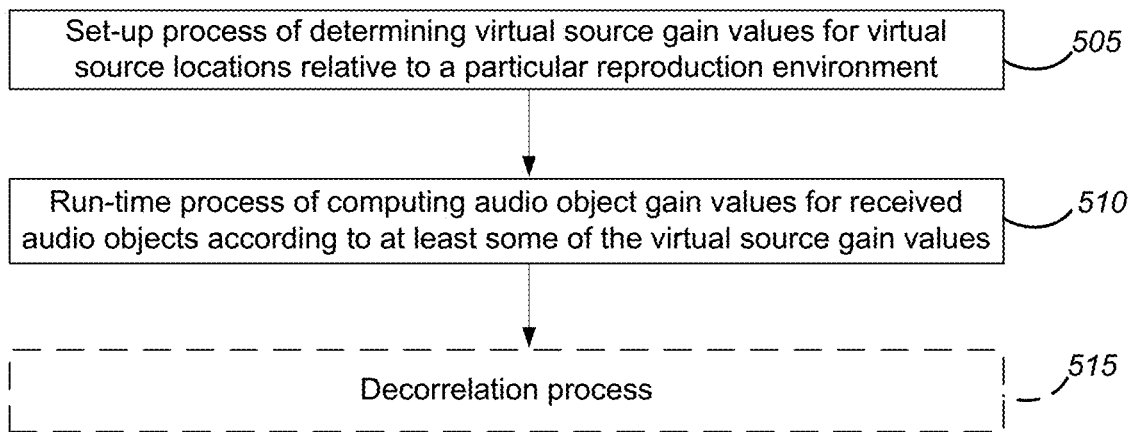 Set-up process of determining virtual source gain values for virtual
source locations relative to a particular reproduction environment
505
Run-time process of computing audio object gain values for received
audio objects according to at least some of the virtual source gain values
510
Decorrelation process
515